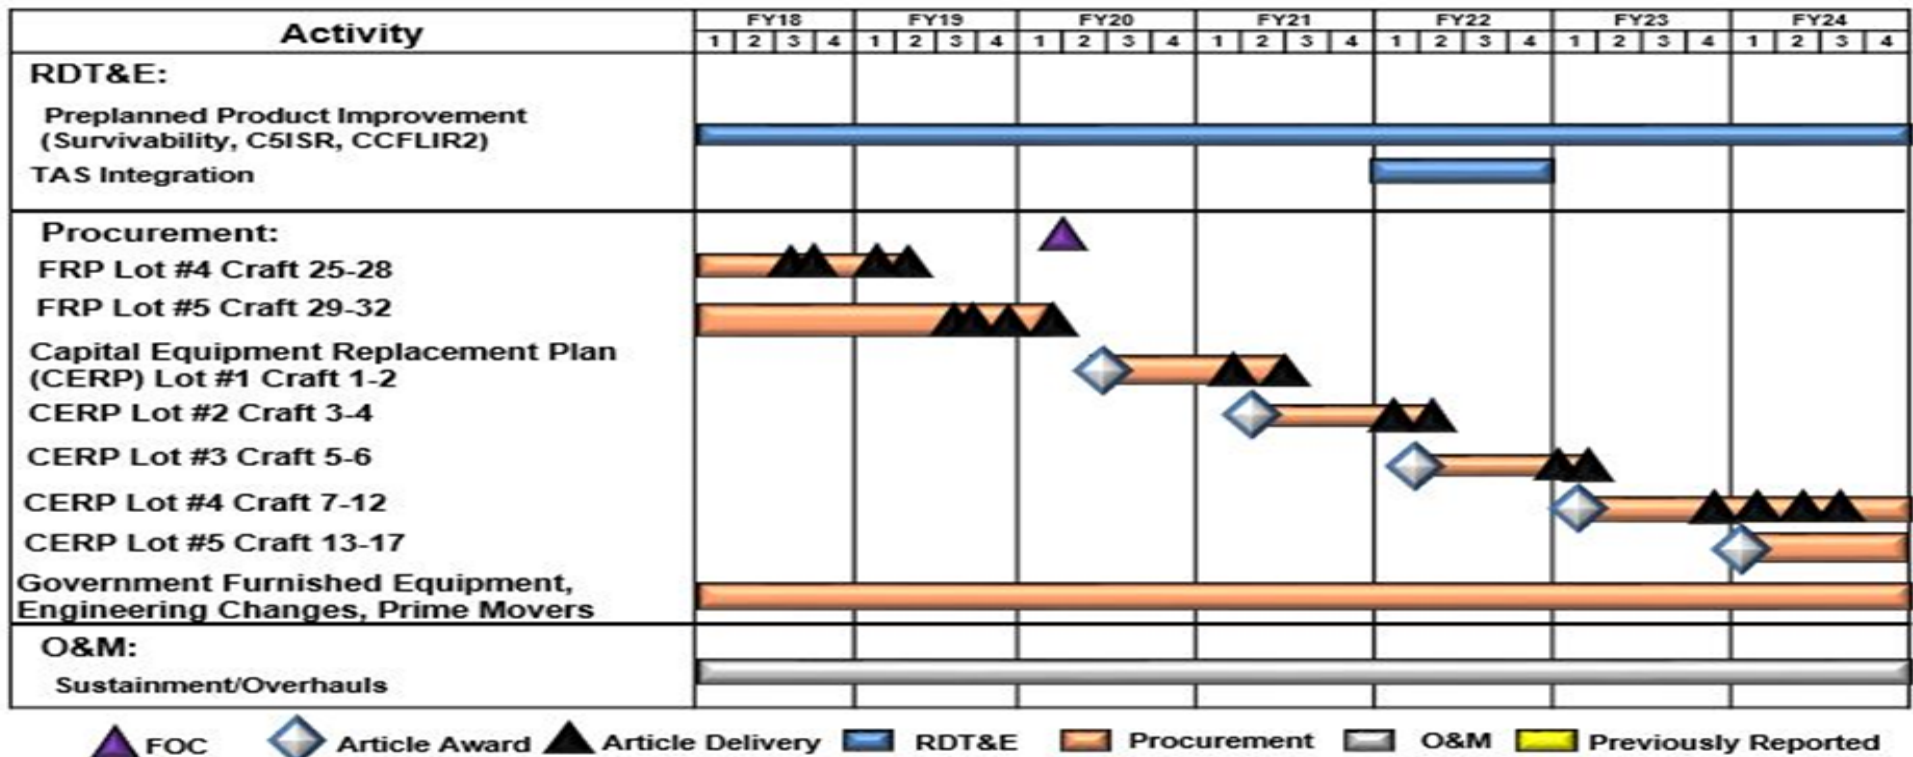 Activity FY18 FY19 FY20 FY21 FY22 FY23 FY24
1 2 3 4 1 2 3 4 1 2 3 4 1 2 3 4 1 2 3 4 1 2 3 4 1 2 3 4
RDT&E:
Preplanned Product Improvement
(Survivability, C5ISR, CCFLIR2)
TAS Integration
Procurement:
FRP Lot #4 Craft 25-28
FRP Lot #5 Craft 29-32
Capital Equipment Replacement Plan
(CERP) Lot #1 Craft 1-2
CERP Lot #2 Craft 3-4
CERP Lot #3 Craft 5-6
CERP Lot #4 Craft 7-12
CERP Lot #5 Craft 13-17
Government Furnished Equipment,
Engineering Changes, Prime Movers
O&M:
Sustainment/Overhauls
FOC Article Award Article Delivery RDT&E Procurement O&M Previously Reported